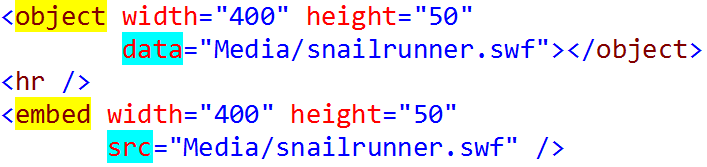 <object width="400" height="50"
data="Media/snailrunner.swf"></object>
<hr />
<embed width="400" height="50"
src="Media/snailrunner.swf" />